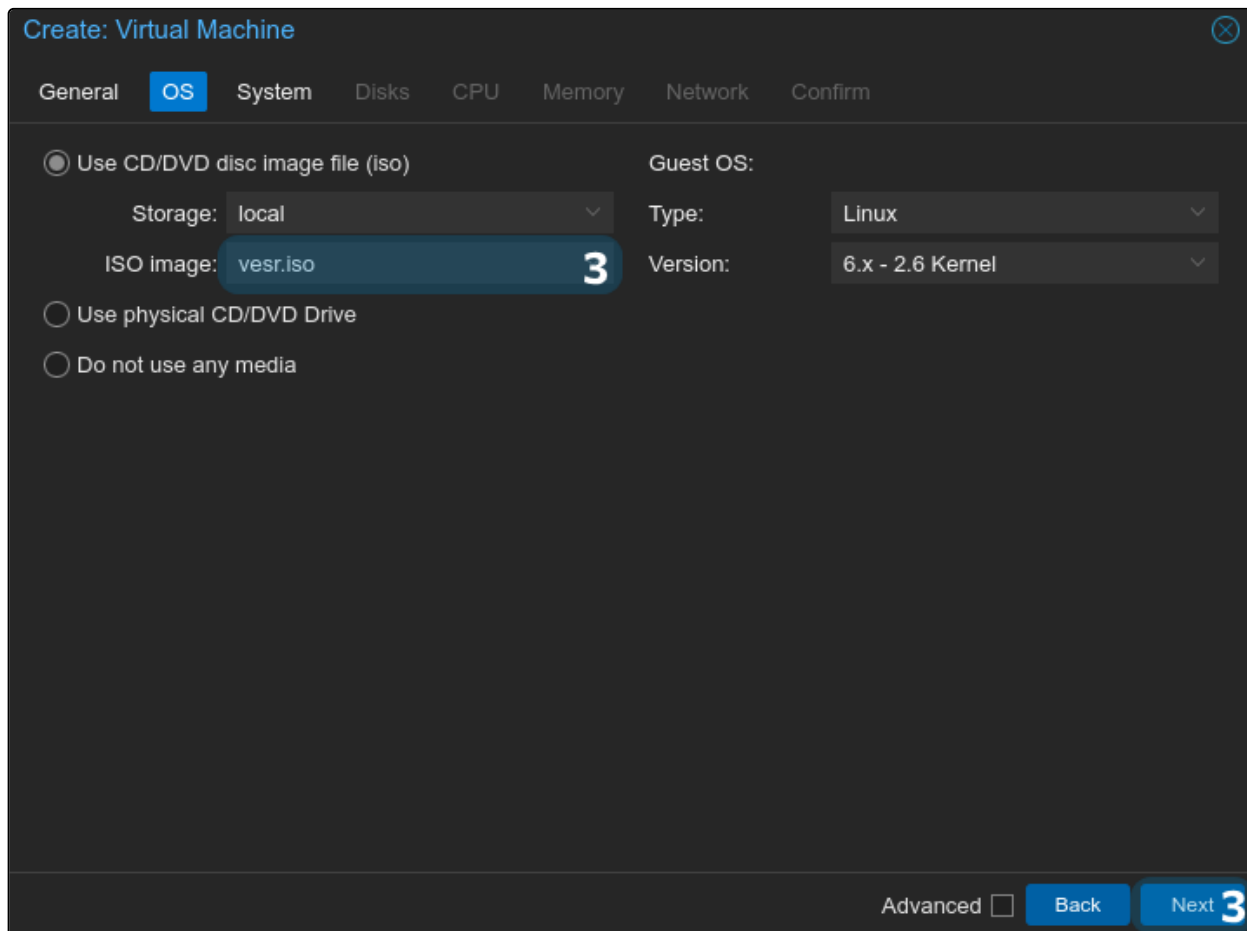 Create: Virtual Machine
General OS System Disks CPU Memory Network Confirm
Use CD/DVD disc image file (iso) Guest OS:
Storage: local Type: Linux
ISO image: vesr.iso 3 Version: 6.x - 2.6 Kernel
Use physical CD/DVD Drive
Do not use any media
Advanced Back Next 3